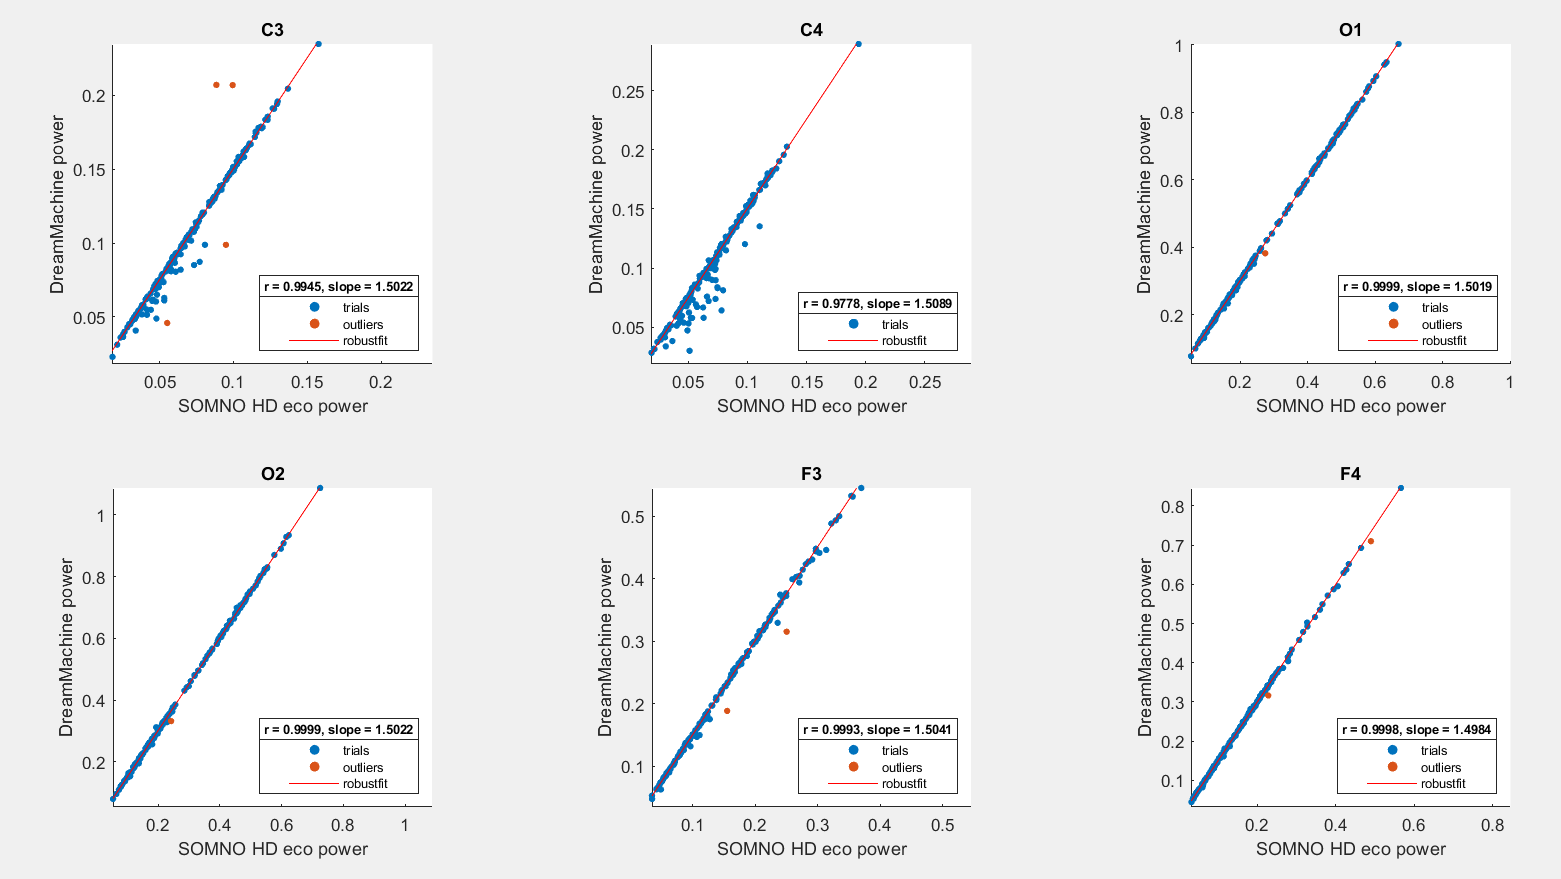 C3
DreamMachine power
0.2
0.15
0.1
0.05
r = 0.9945, slope = 1.5022
trials
outliers
robustfit
0.05 0.1 0.15 0.2
SOMNO HD eco power
C4
DreamMachine power
0.25
0.2
0.15
0.1
0.05
r = 0.9778, slope = 1.5089
trials
robustfit
0.05 0.1 0.15 0.2 0.25
SOMNO HD eco power
O1
DreamMachine power
1
0.8
0.6
0.4
0.2
r = 0.9999, slope = 1.5019
trials
outliers
robustfit
0.2 0.4 0.6 0.8 1
SOMNO HD eco power
O2
DreamMachine power
1
0.8
0.6
0.4
0.2
r = 0.9999, slope = 1.5022
trials
outliers
robustfit
0.2 0.4 0.6 0.8 1
SOMNO HD eco power
F3
DreamMachine power
0.5
0.4
0.3
0.2
0.1
r = 0.9993, slope = 1.5041
trials
outliers
robustfit
0.1 0.2 0.3 0.4 0.5
SOMNO HD eco power
F4
DreamMachine power
0.8
0.7
0.6
0.5
0.4
0.3
0.2
0.1
r = 0.9998, slope = 1.4984
trials
outliers
robustfit
0.2 0.4 0.6 0.8
SOMNO HD eco power